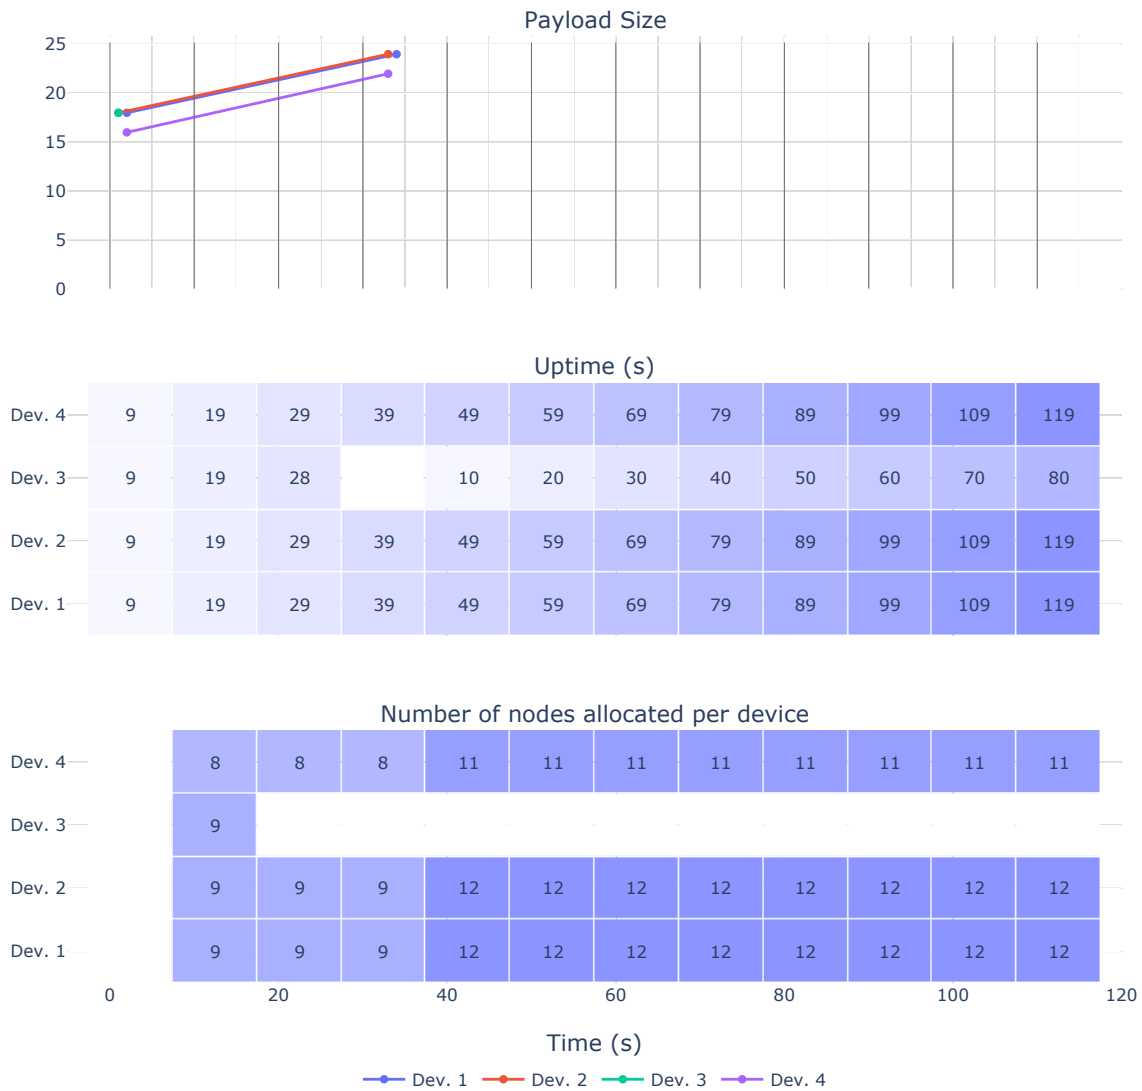 Payload Size
25
20
15
10
5
0
Uptime (s)
Dev. 4 9 19 29 39 49 59 69 79 89 99 109 119
Dev. 3 9 19 28 10 20 30 40 50 60 70 80
Dev. 2 9 19 29 39 49 59 69 79 89 99 109 119
Dev. 1 9 19 29 39 49 59 69 79 89 99 109 119
Number of nodes allocated per device
Dev. 4 8 8 8 11 11 11 11 11 11 11 11
Dev. 3 9
Dev. 2 9 9 9 12 12 12 12 12 12 12 12
Dev. 1 9 9 9 12 12 12 12 12 12 12 12
0 20 40 60 80 100 120
Time (s)
Dev. 1 Dev. 2 Dev. 3 Dev. 4